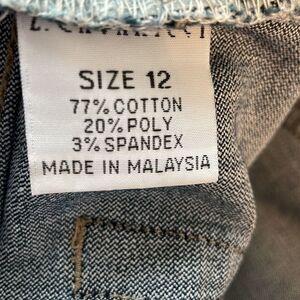 SIZE 12
77% COTTON
20% POLY
3% SPANDEX
MADE IN MALAYSIA